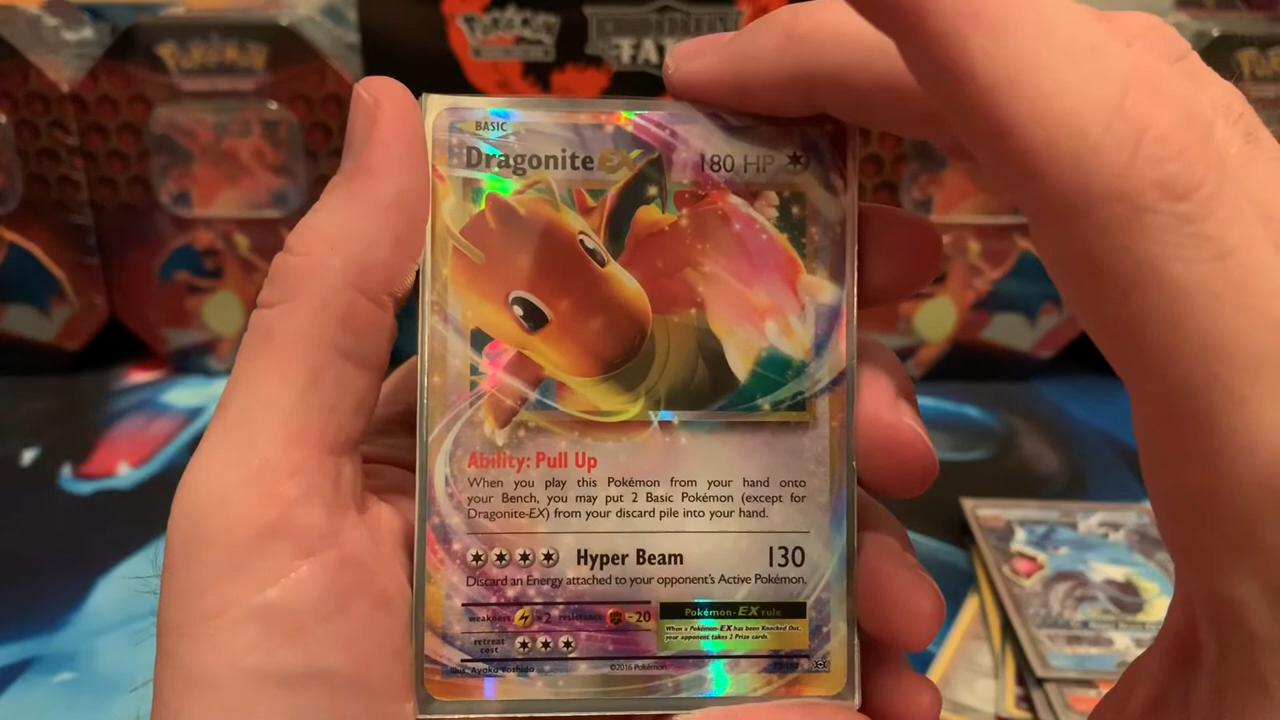 Pokémon
Pokémon
BASIC
Dragonite EX 180 HP
Ability: Pull Up
When you play this Pokémon from your hand onto
your Bench, you may put 2 Basic Pokémon (except for
Dragonite-EX) from your discard pile into your hand.
Hyper Beam 130
Discard an Energy attached to your opponent's Active Pokémon.
weakness ×2 resistance -20
Pokémon-EX rule
When a Pokémon-EX has been Knocked Out,
your opponent takes 2 Prize cards.
retreat
cost
Illus. Ayaka Yoshida
©2016 Pokémon